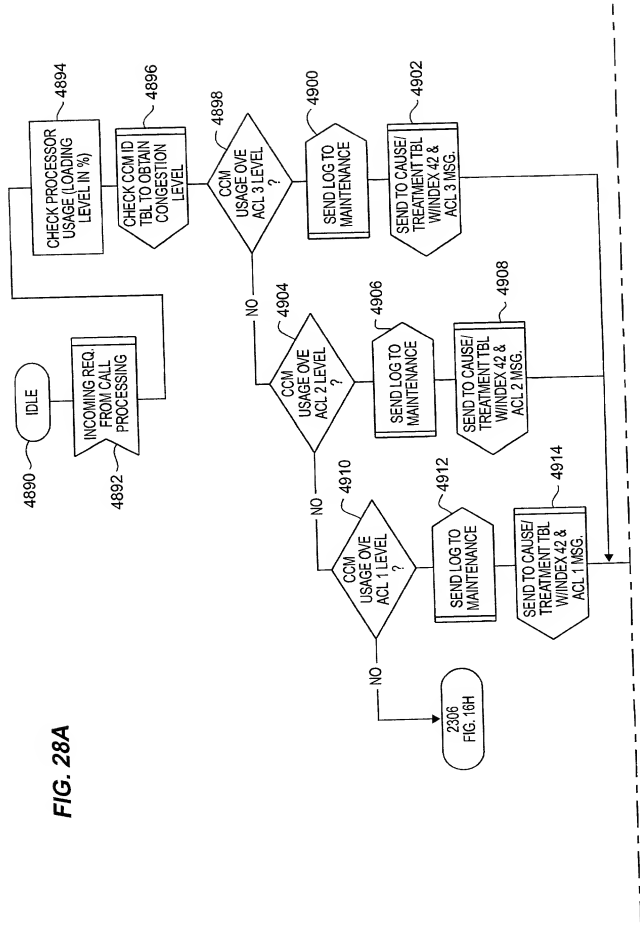 FIG. 28A
4890
IDLE
4892
INCOMING REQ.
FROM CALL
PROCESSING
4894
CHECK PROCESSOR
USAGE (LOADING
LEVEL IN %)
4896
CHECK CCM ID
TBL TO OBTAIN
CONGESTION
LEVEL
4898
CCM
USAGE OVE
ACL 3 LEVEL
?
4900
SEND LOG TO
MAINTENANCE
4902
SEND TO CAUSE/
TREATMENT TBL
W/INDEX 42 &
ACL 3 MSG.
NO
4904
CCM
USAGE OVE
ACL 2 LEVEL
?
4906
SEND LOG TO
MAINTENANCE
4908
SEND TO CAUSE/
TREATMENT TBL
W/INDEX 42 &
ACL 2 MSG.
NO
4910
CCM
USAGE OVE
ACL 1 LEVEL
?
4912
SEND LOG TO
MAINTENANCE
4914
SEND TO CAUSE/
TREATMENT TBL
W/INDEX 42 &
ACL 1 MSG.
NO
2306
FIG. 16H